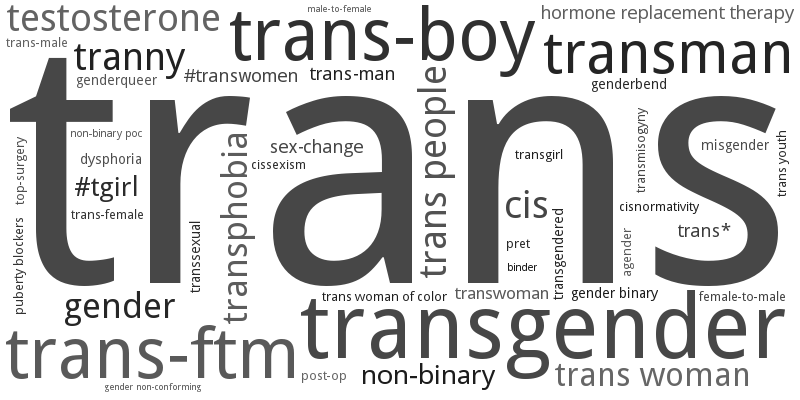 male-to-female
testosterone
trans-boy
hormone replacement therapy
trans-male
tranny
transman
genderqueer
#transwomen
trans-man
genderbend
trans
non-binary poc
dysphoria
#tgirl
trans-female
top-surgery
puberty blockers
transsexual
transphobia
sex-change
cissexism
trans people
transgirl
cis
pret
binder
transgendered
transmisogyny
misgender
trans youth
cisnormativity
trans*
agender
gender
trans woman of color
transwoman
gender binary
female-to-male
transgender
trans-ftm
post-op
non-binary
trans woman
gender non-conforming